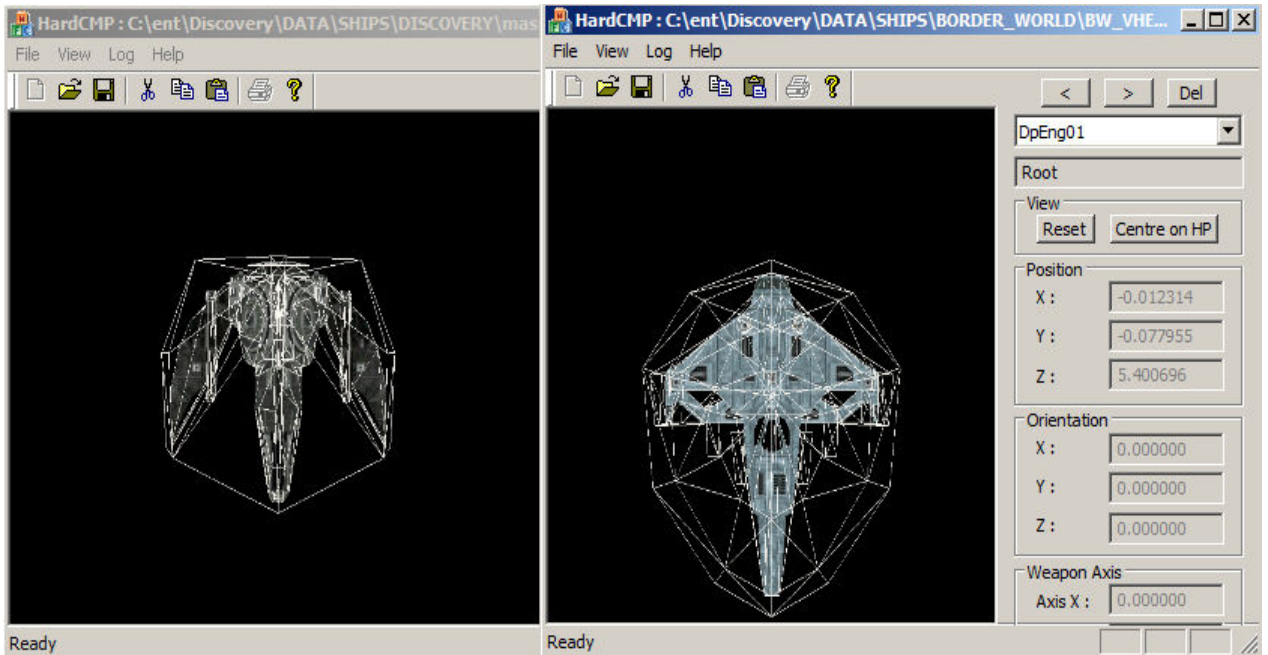 HardCMP : C:\ent\Discovery\DATA\SHIPS\DISCOVERY\mas
File View Log Help
Ready
HardCMP : C:\ent\Discovery\DATA\SHIPS\BORDER_WORLD\BW_VHE...
File View Log Help
< > Del
DpEng01
Root
View
Reset Centre on HP
Position
X : -0.012314
Y : -0.077955
Z : 5.400696
Orientation
X : 0.000000
Y : 0.000000
Z : 0.000000
Weapon Axis
Axis X : 0.000000
Ready